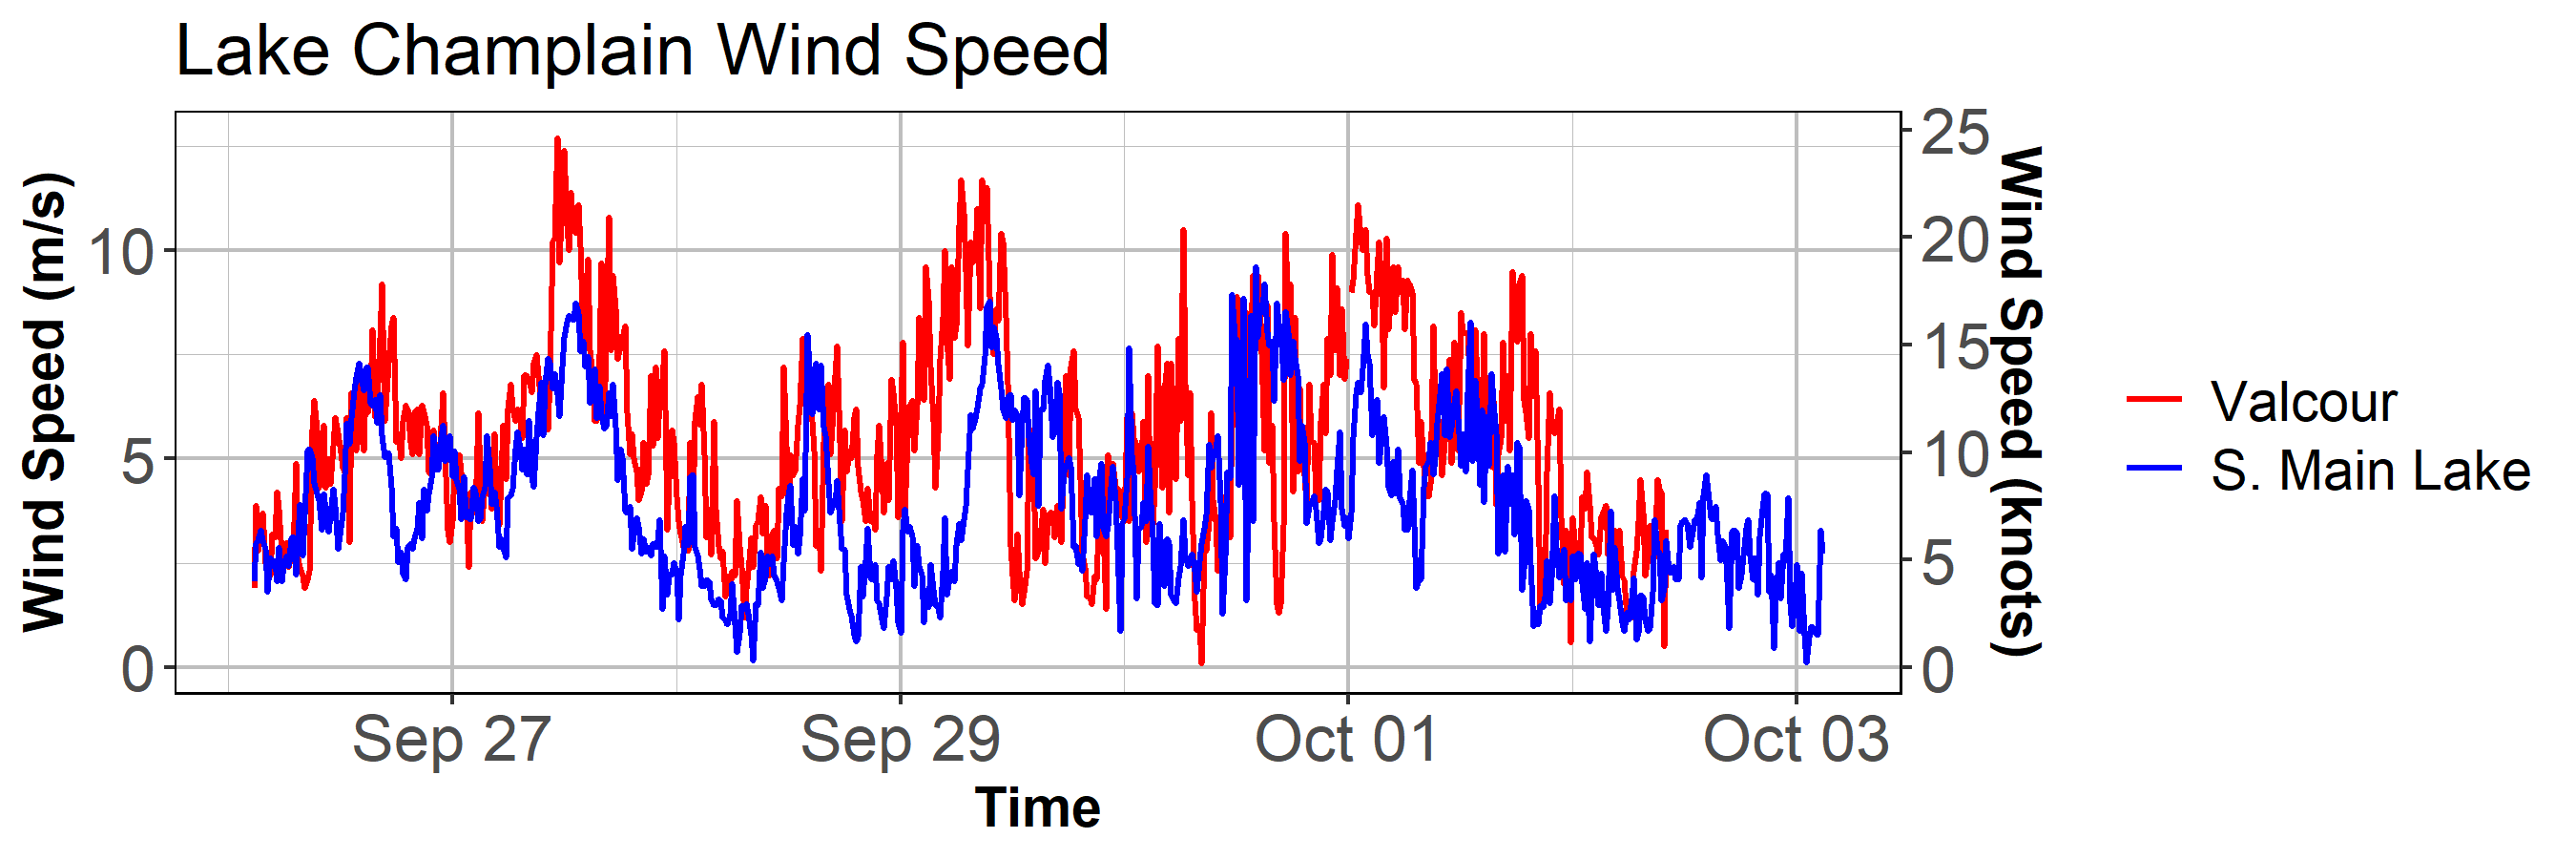 Lake Champlain Wind Speed
Wind Speed (m/s)
10
5
0
25
20
15
10
5
0
Wind Speed (knots)
Sep 27
Sep 29
Oct 01
Oct 03
Time
Valcour
S. Main Lake